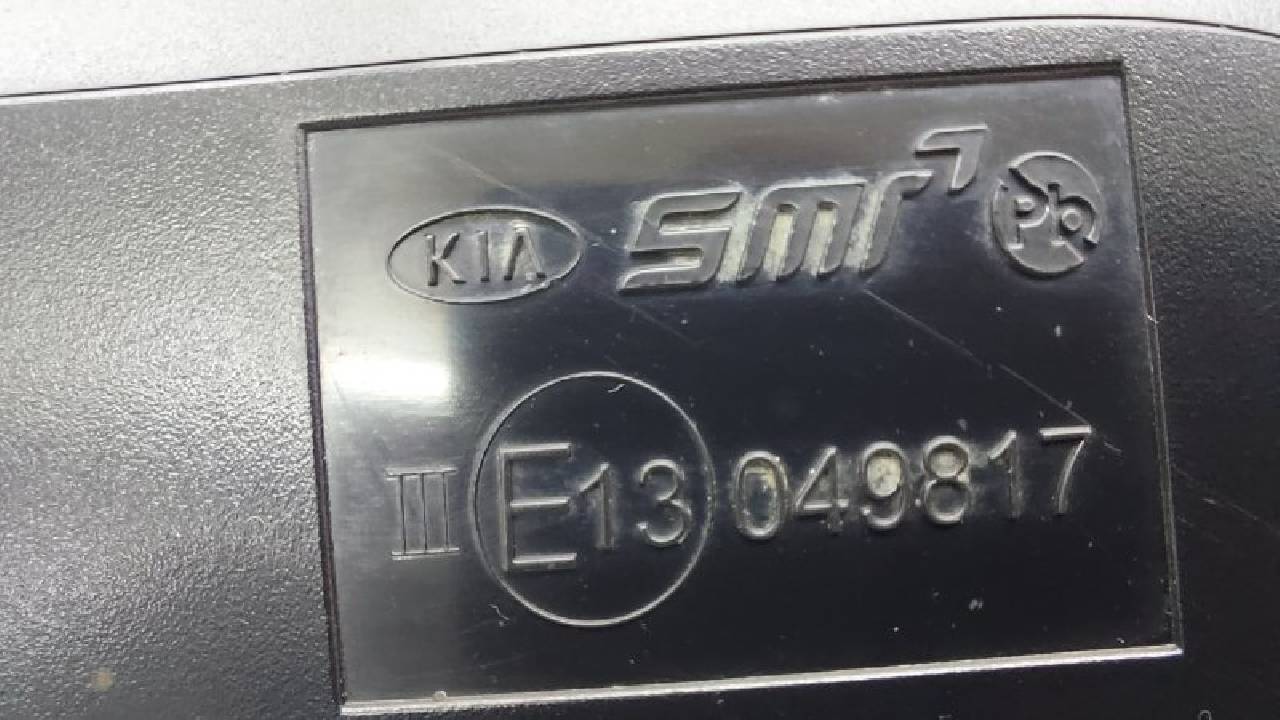 KIA SMR Pb
III E13 049817